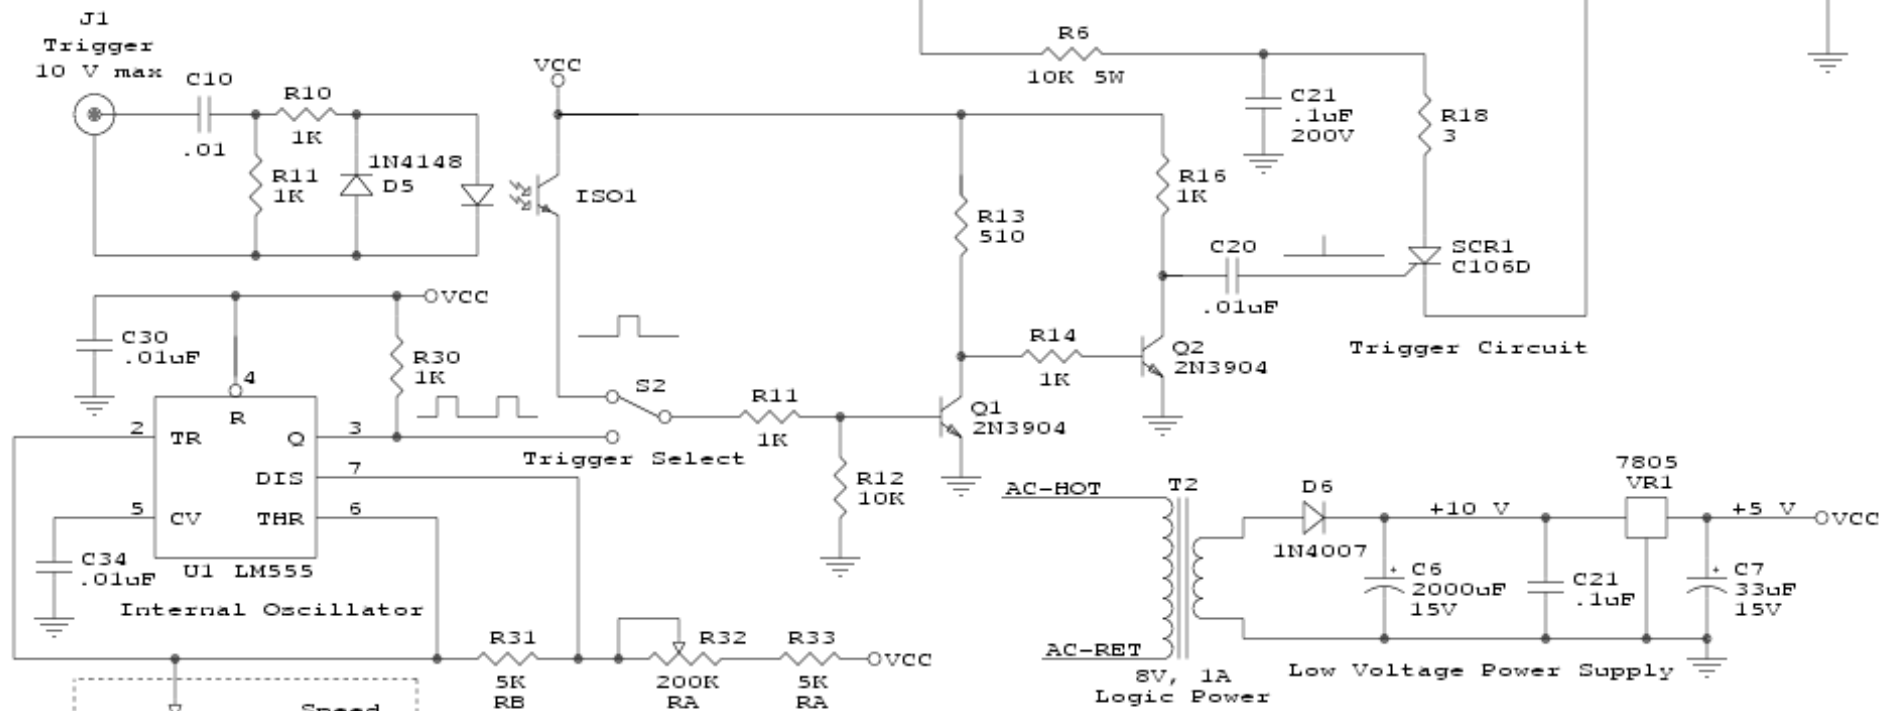 J1
Trigger
10 V max
C10
.01
R10
1K
R11
1K
1N4148
D5
VCC
ISO1
R6
10K 5W
C21
.1uF
200V
R18
3
R16
1K
R13
510
C20
.01uF
SCR1
C106D
Trigger Circuit
VCC
C30
.01uF
R30
1K
4
R
2
TR
Q
3
DIS
7
5
CV
THR
6
C34
.01uF
U1 LM555
Internal Oscillator
S2
Trigger Select
R11
1K
R12
10K
R14
1K
Q1
2N3904
Q2
2N3904
AC-HOT
T2
AC-RET
8V, 1A
Logic Power
D6
1N4007
+10 V
7805
VR1
+5 V
VCC
+
C6
2000uF
15V
C21
.1uF
+
C7
33uF
15V
Low Voltage Power Supply
R31
5K
RB
R32
200K
RA
R33
5K
RA
VCC
Speed